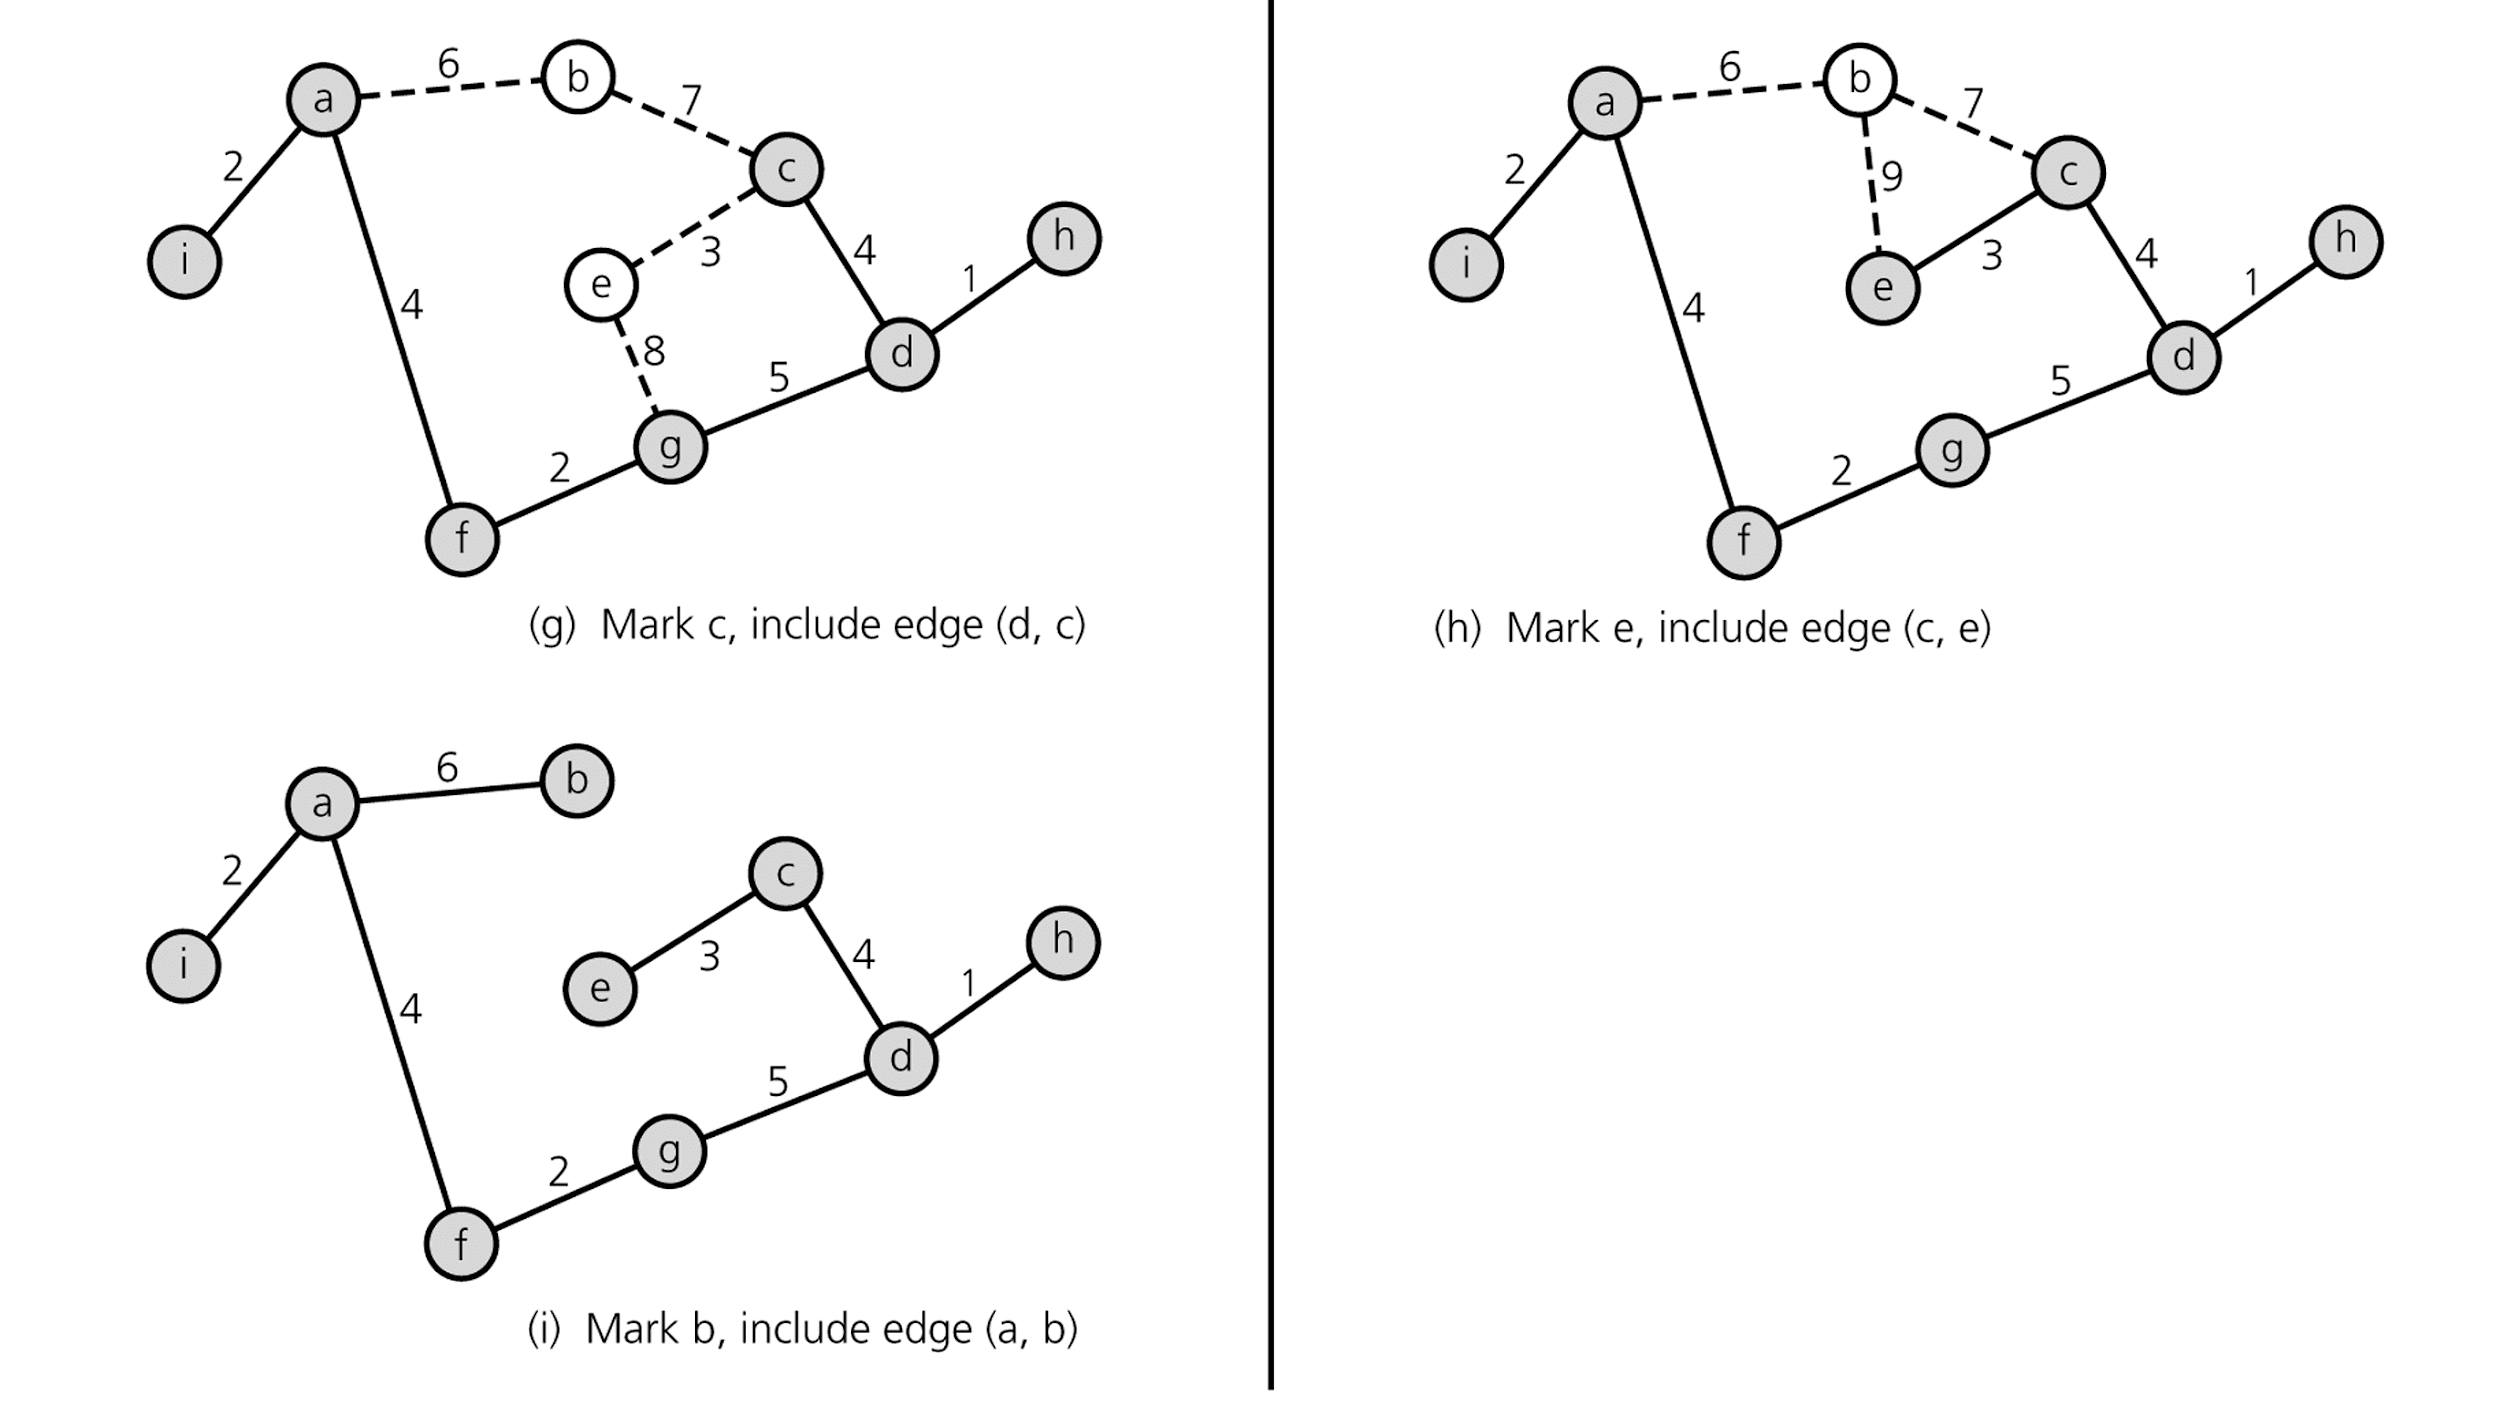 6
a
b
7
c
2
3
4
h
i
e
1
4
8
5
d
2
g
f
(g) Mark c, include edge (d, c)
6
a
b
7
9
c
2
3
4
h
i
e
1
4
5
d
2
g
f
(h) Mark e, include edge (c, e)
6
a
b
2
c
3
4
h
i
e
1
4
5
d
2
g
f
(i) Mark b, include edge (a, b)